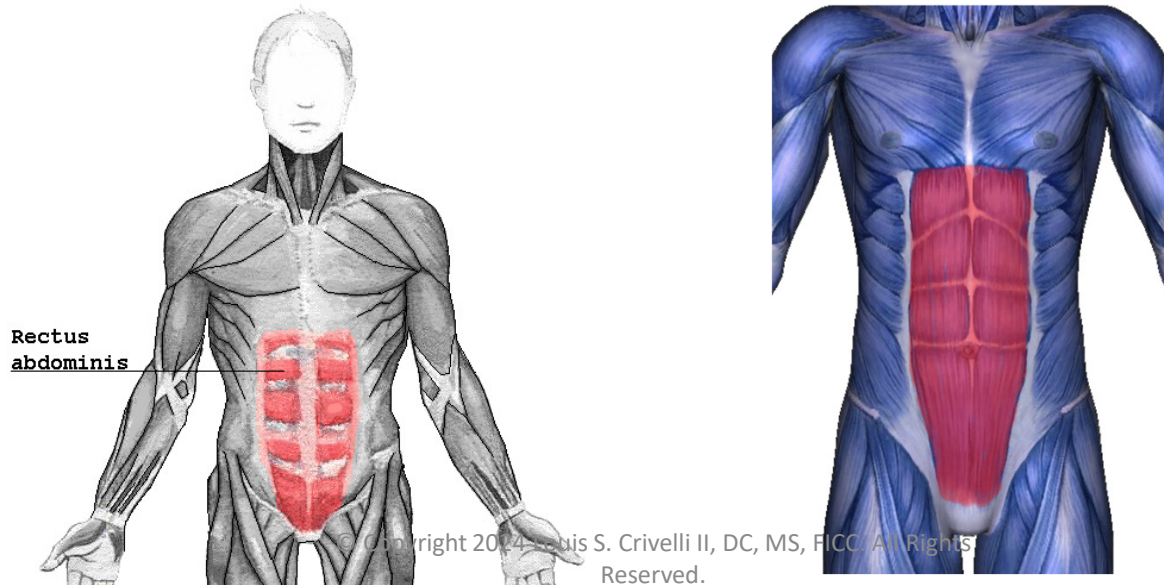 Rectus
abdominis
© Copyright 2024 Louis S. Crivelli II, DC, MS, FICC. All Rights
Reserved.